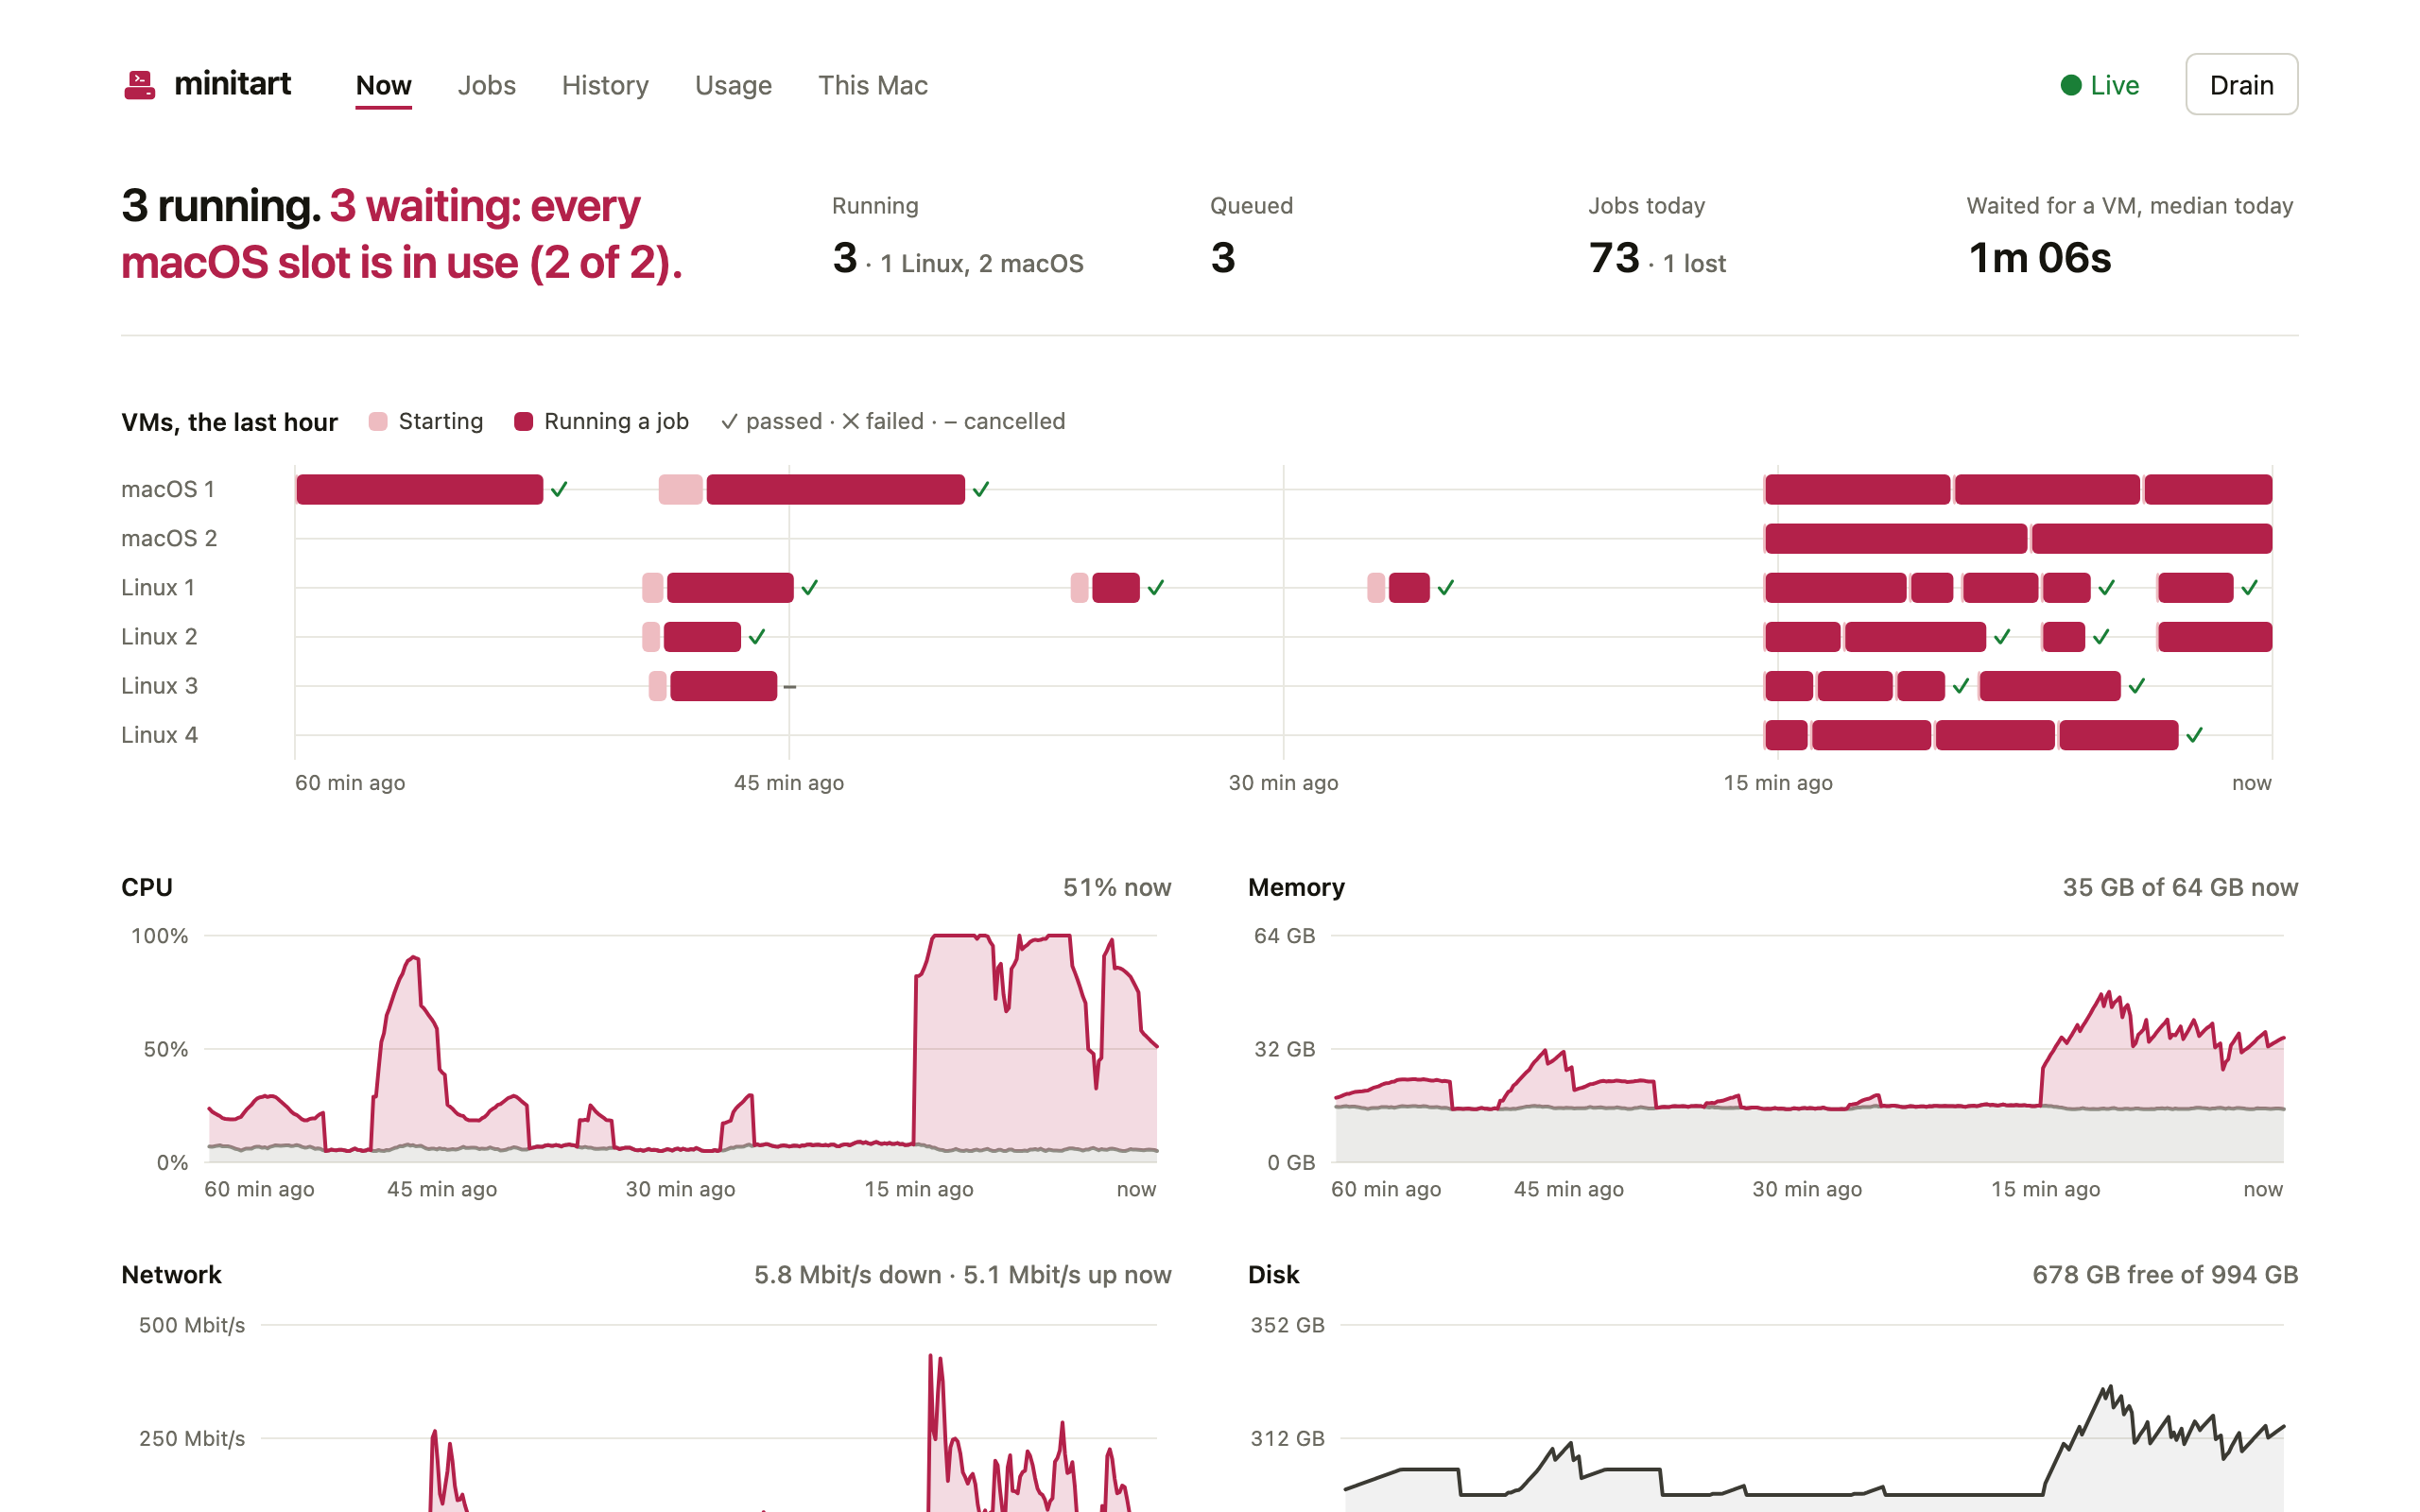 minitart
Now Jobs History Usage This Mac
Live
Drain
3 running. 3 waiting: every
macOS slot is in use (2 of 2).
Running
3 · 1 Linux, 2 macOS
Queued
3
Jobs today
73 · 1 lost
Waited for a VM, median today
1m 06s
VMs, the last hour Starting Running a job ✓ passed · ✕ failed · – cancelled
macOS 1
macOS 2
Linux 1
Linux 2
Linux 3
Linux 4
60 min ago 45 min ago 30 min ago 15 min ago now
CPU 51% now
100%
50%
0%
60 min ago 45 min ago 30 min ago 15 min ago now
Memory 35 GB of 64 GB now
64 GB
32 GB
0 GB
60 min ago 45 min ago 30 min ago 15 min ago now
Network 5.8 Mbit/s down · 5.1 Mbit/s up now
500 Mbit/s
250 Mbit/s
Disk 678 GB free of 994 GB
352 GB
312 GB